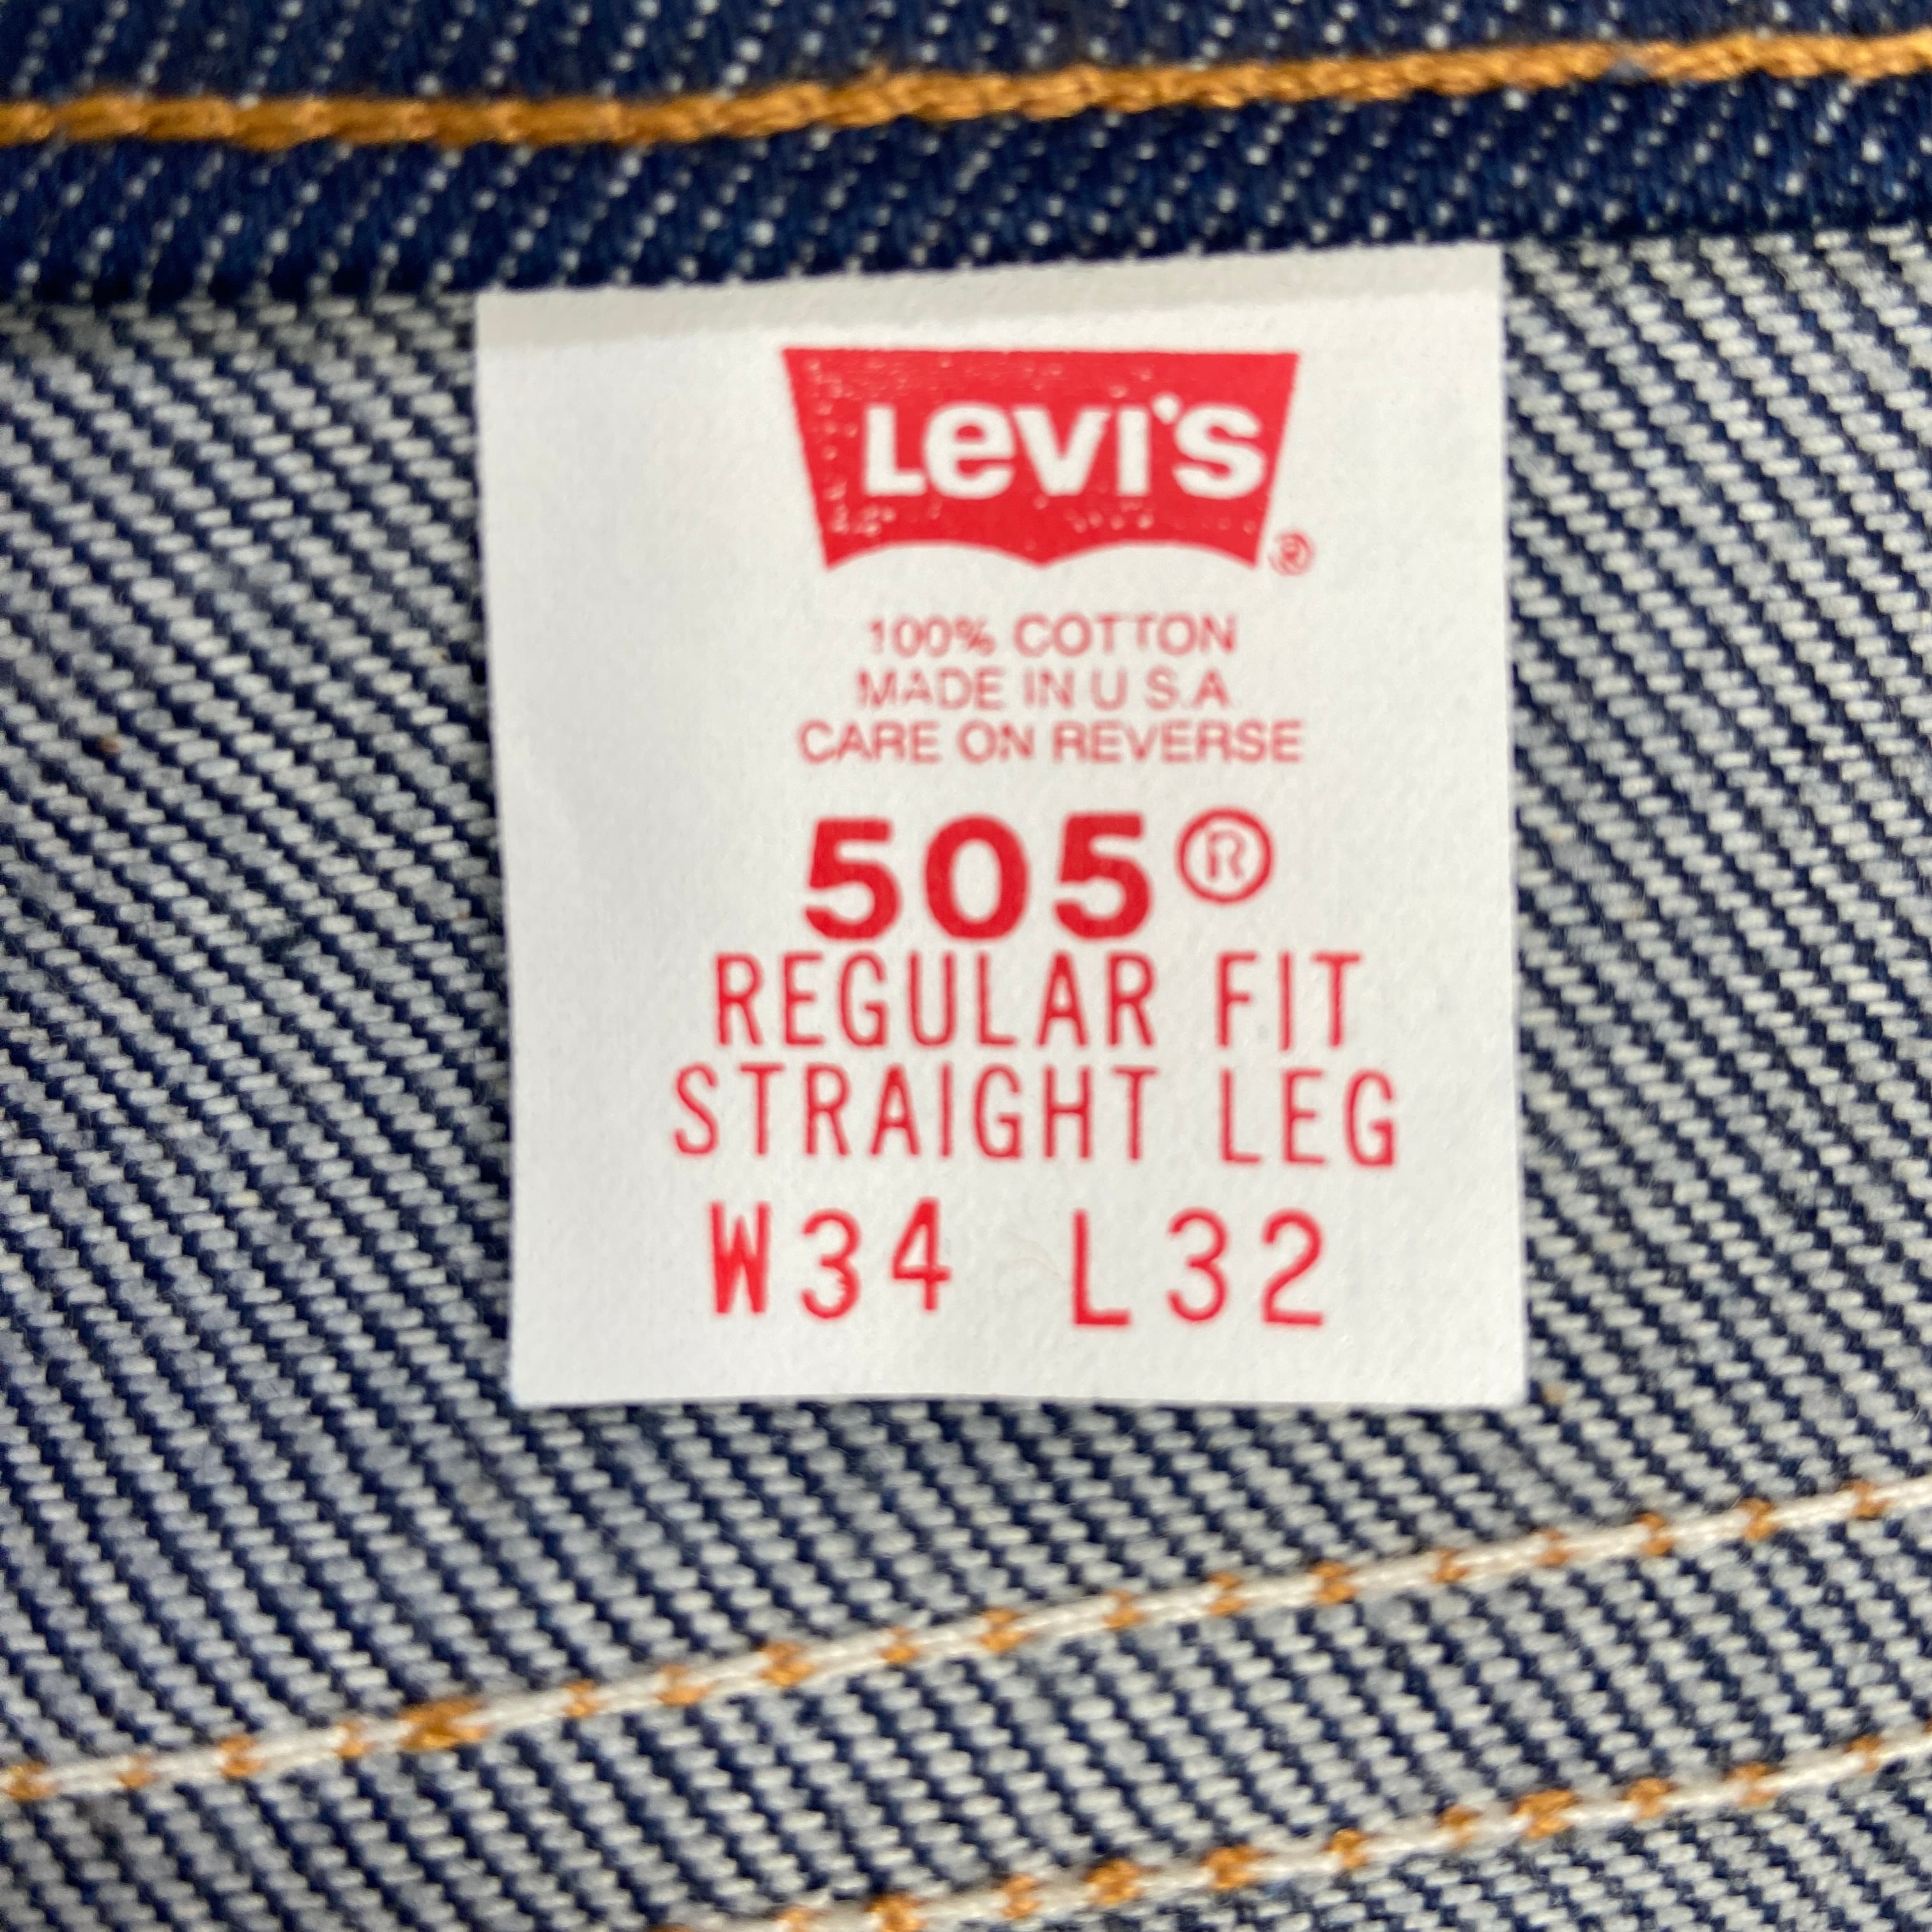 LEVI'S®
100% COTTON
MADE IN U S.A
CARE ON REVERSE
505®
REGULAR FIT
STRAIGHT LEG
W34 L32